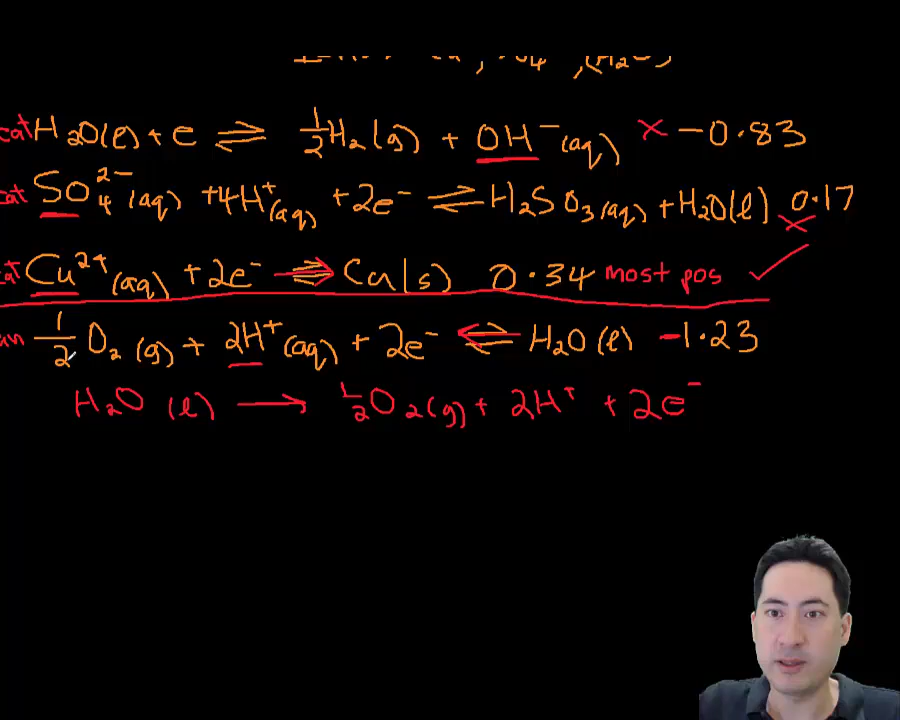 cat H₂O(l) + e ⇌ ½H₂(g) + OH⁻(aq) × -0.83
cat SO₄²⁻(aq) + 4H⁺(aq) + 2e⁻ ⇌ H₂SO₃(aq) + H₂O(l) 0.17 ×
cat Cu²⁺(aq) + 2e⁻ ⇌ Cu(s) 0.34 most pos ✓
an ½O₂(g) + 2H⁺(aq) + 2e⁻ ⇌ H₂O(l) -1.23
H₂O(l) → ½O₂(g) + 2H⁺ + 2e⁻